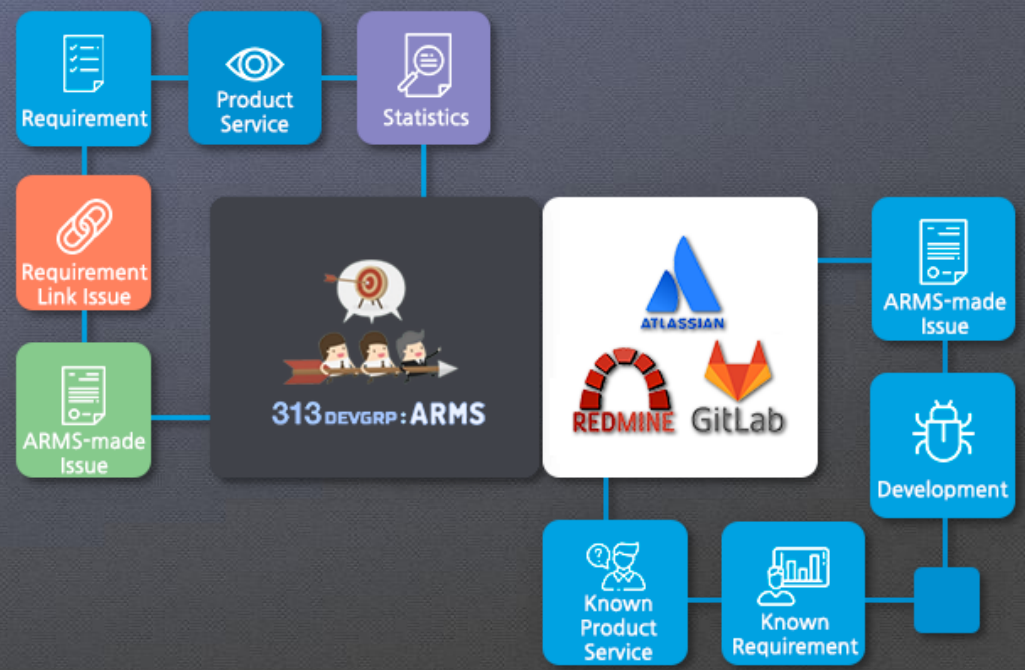 Requirement
Product
Service
Statistics
Requirement
Link Issue
ARMS-made
Issue
313 DEVGRP : ARMS
ATLASSIAN
REDMINE
GitLab
ARMS-made
Issue
Development
?
Known
Product
Service
Known
Requirement